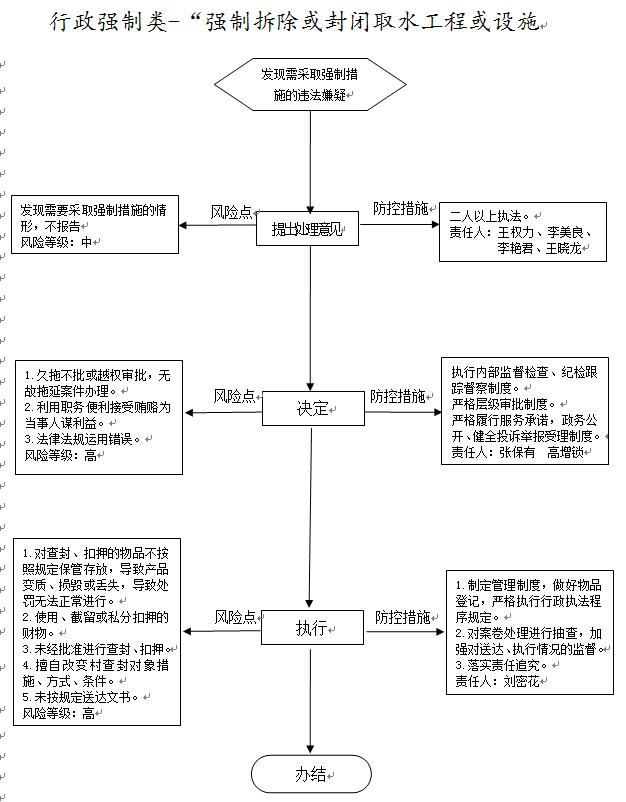 行政强制类-“强制拆除或封闭取水工程或设施
发现需采取强制措
施的违法嫌疑
风险点
防控措施
发现需要采取强制措施的情
形，不报告
风险等级：中
提出处理意见
二人以上执法。
责任人：王权力、李美良、
李艳君、王晓龙
1.久拖不批或越权审批，无
故拖延案件办理。
2.利用职务便利接受贿赂为
当事人谋利益。
3.法律法规运用错误。
风险等级：高
风险点
决定
防控措施
执行内部监督检查、纪检跟
踪督察制度。
严格层级审批制度。
严格履行服务承诺，政务公
开、健全投诉举报受理制度。
责任人：张保有 高增锁
1.对查封、扣押的物品不按
照规定保管存放，导致产品
变质、损毁或丢失，导致处
罚无法正常进行。
2.使用、截留或私分扣押的
财物。
3.未经批准进行查封、扣押。
4.擅自改变村查封对象措
施、方式、条件。
5.未按规定送达文书。
风险等级：高
风险点
执行
防控措施
1.制定管理制度，做好物品
登记，严格执行行政执法程
序规定。
2.对案卷处理进行抽查，加
强对送达、执行情况的监督。
3.落实责任追究。
责任人：刘密花
办结